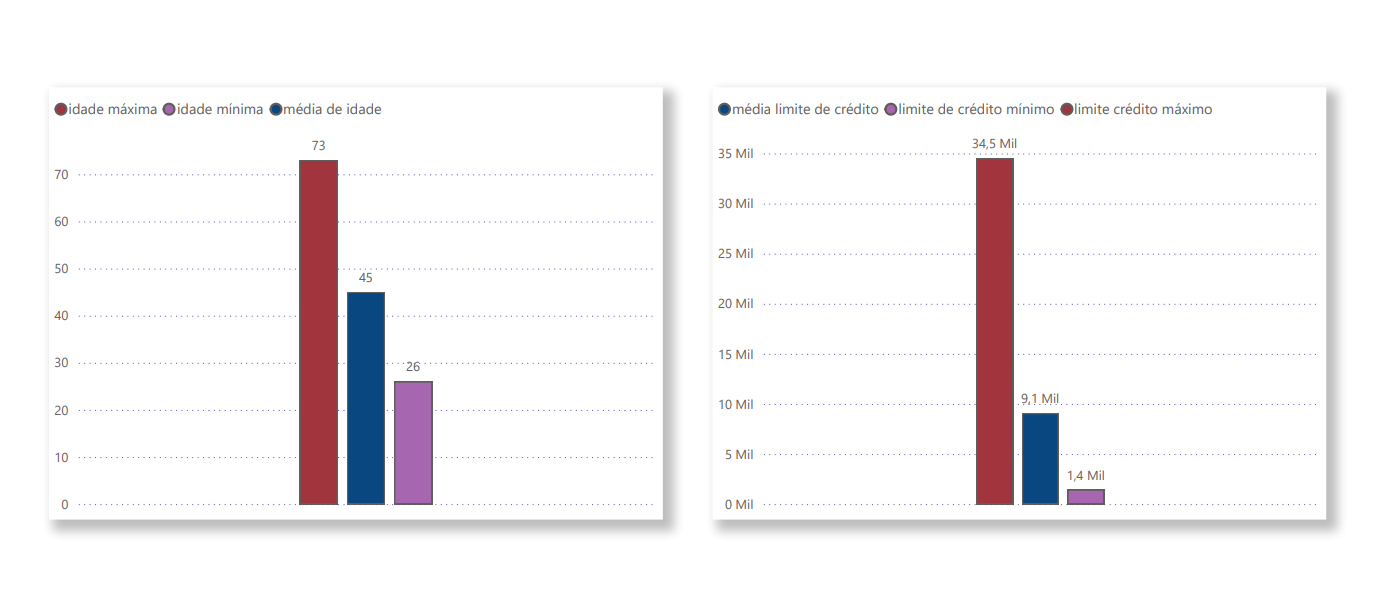 idade máxima idade mínima média de idade
73
70
60
50
45
40
30
26
20
10
0
média limite de crédito limite de crédito mínimo limite crédito máximo
34,5 Mil
35 Mil
30 Mil
25 Mil
20 Mil
15 Mil
9,1 Mil
10 Mil
5 Mil
1,4 Mil
0 Mil